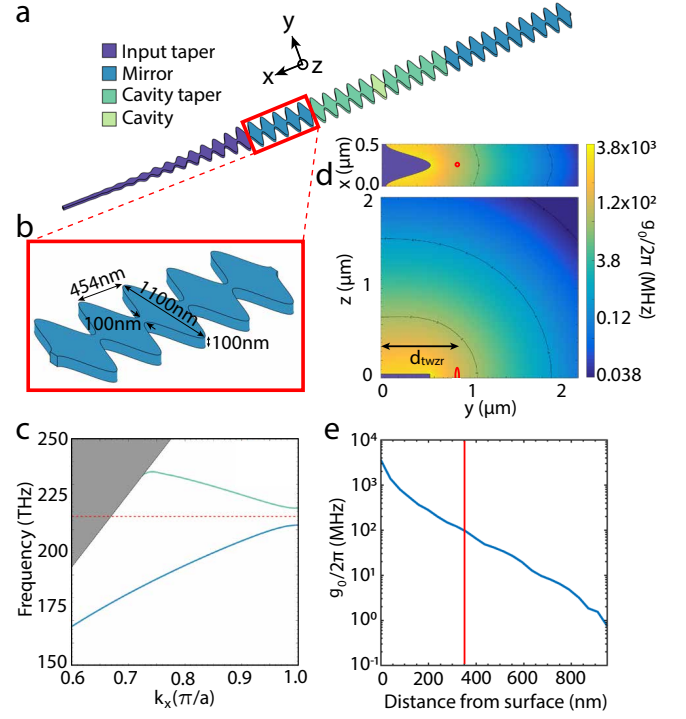 a
y
x
z
Input taper
Mirror
Cavity taper
Cavity
b
454nm
1100nm
100nm
100nm
d
x (μm)
0.5
0.0
z (μm)
2
1
0
d_twzr
0
1
2
y (μm)
3.8x10³
1.2x10²
3.8
0.12
0.038
g₀/2π (MHz)
c
Frequency (THz)
250
225
200
175
150
0.6
0.7
0.8
0.9
1.0
kₓ(π/a)
e
g₀/2π (MHz)
10⁴
10³
10²
10¹
10⁰
10⁻¹
0
200
400
600
800
Distance from surface (nm)